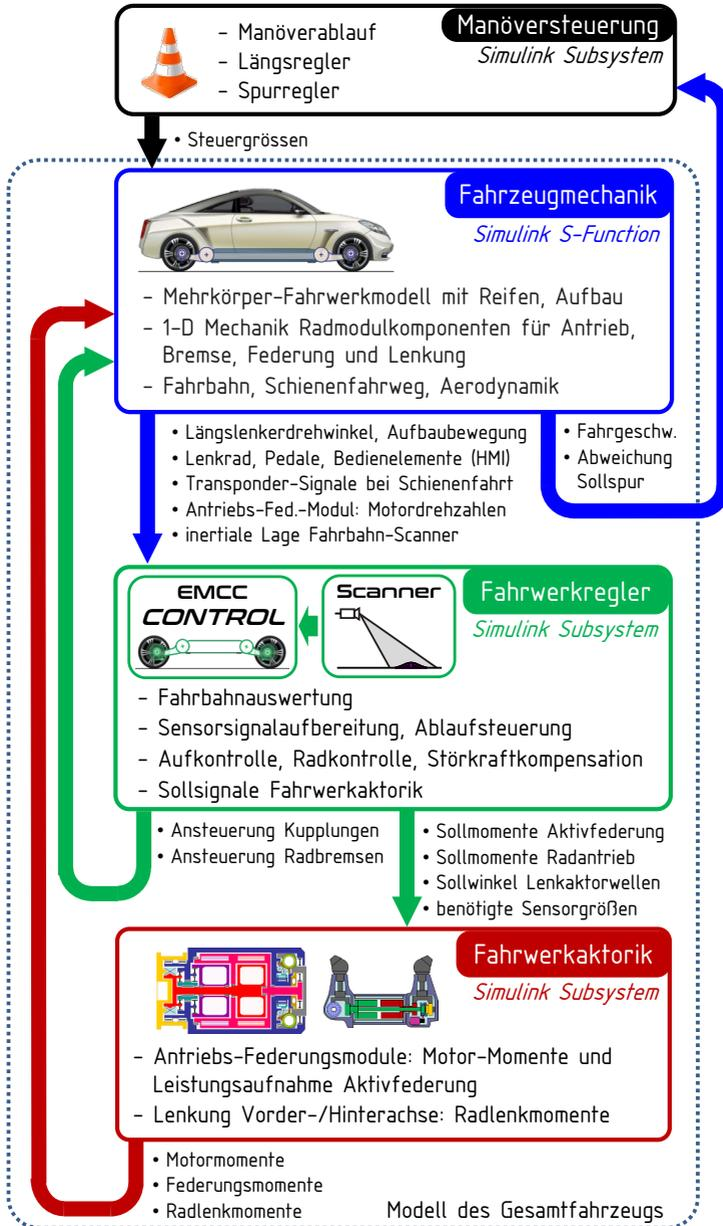 Manöversteuerung
Simulink Subsystem
- Manöverablauf
- Längsregler
- Spurregler
• Steuergrössen
Fahrzeugmechanik
Simulink S-Function
- Mehrkörper-Fahrwerkmodell mit Reifen, Aufbau
- 1-D Mechanik Radmodulkomponenten für Antrieb,
Bremse, Federung und Lenkung
- Fahrbahn, Schienenfahrweg, Aerodynamik
• Längslenkerdrehwinkel, Aufbaubewegung
• Lenkrad, Pedale, Bedienelemente (HMI)
• Transponder-Signale bei Schienenfahrt
• Antriebs-Fed.-Modul: Motordrehzahlen
• inertiale Lage Fahrbahn-Scanner
• Fahrgeschw.
• Abweichung
Sollspur
EMCC
CONTROL
Scanner
Fahrwerkregler
Simulink Subsystem
- Fahrbahnauswertung
- Sensorsignalaufbereitung, Ablaufsteuerung
- Aufkontrolle, Radkontrolle, Störkraftkompensation
- Sollsignale Fahrwerkaktorik
• Ansteuerung Kupplungen
• Ansteuerung Radbremsen
• Sollmomente Aktivfederung
• Sollmomente Radantrieb
• Sollwinkel Lenkaktorwellen
• benötigte Sensorgrößen
Fahrwerkaktorik
Simulink Subsystem
- Antriebs-Federungsmodule: Motor-Momente und
Leistungsaufnahme Aktivfederung
- Lenkung Vorder-/Hinterachse: Radlenkmomente
• Motormomente
• Federungsmomente
• Radlenkmomente
Modell des Gesamtfahrzeugs